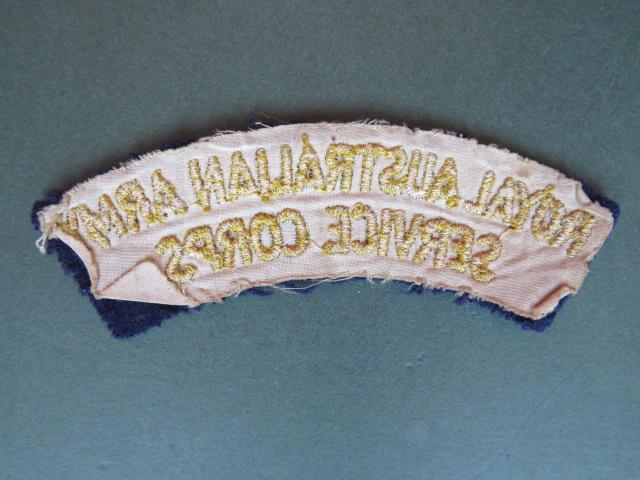 ROYAL AUSTRALIAN ARMY
SERVICE CORPS